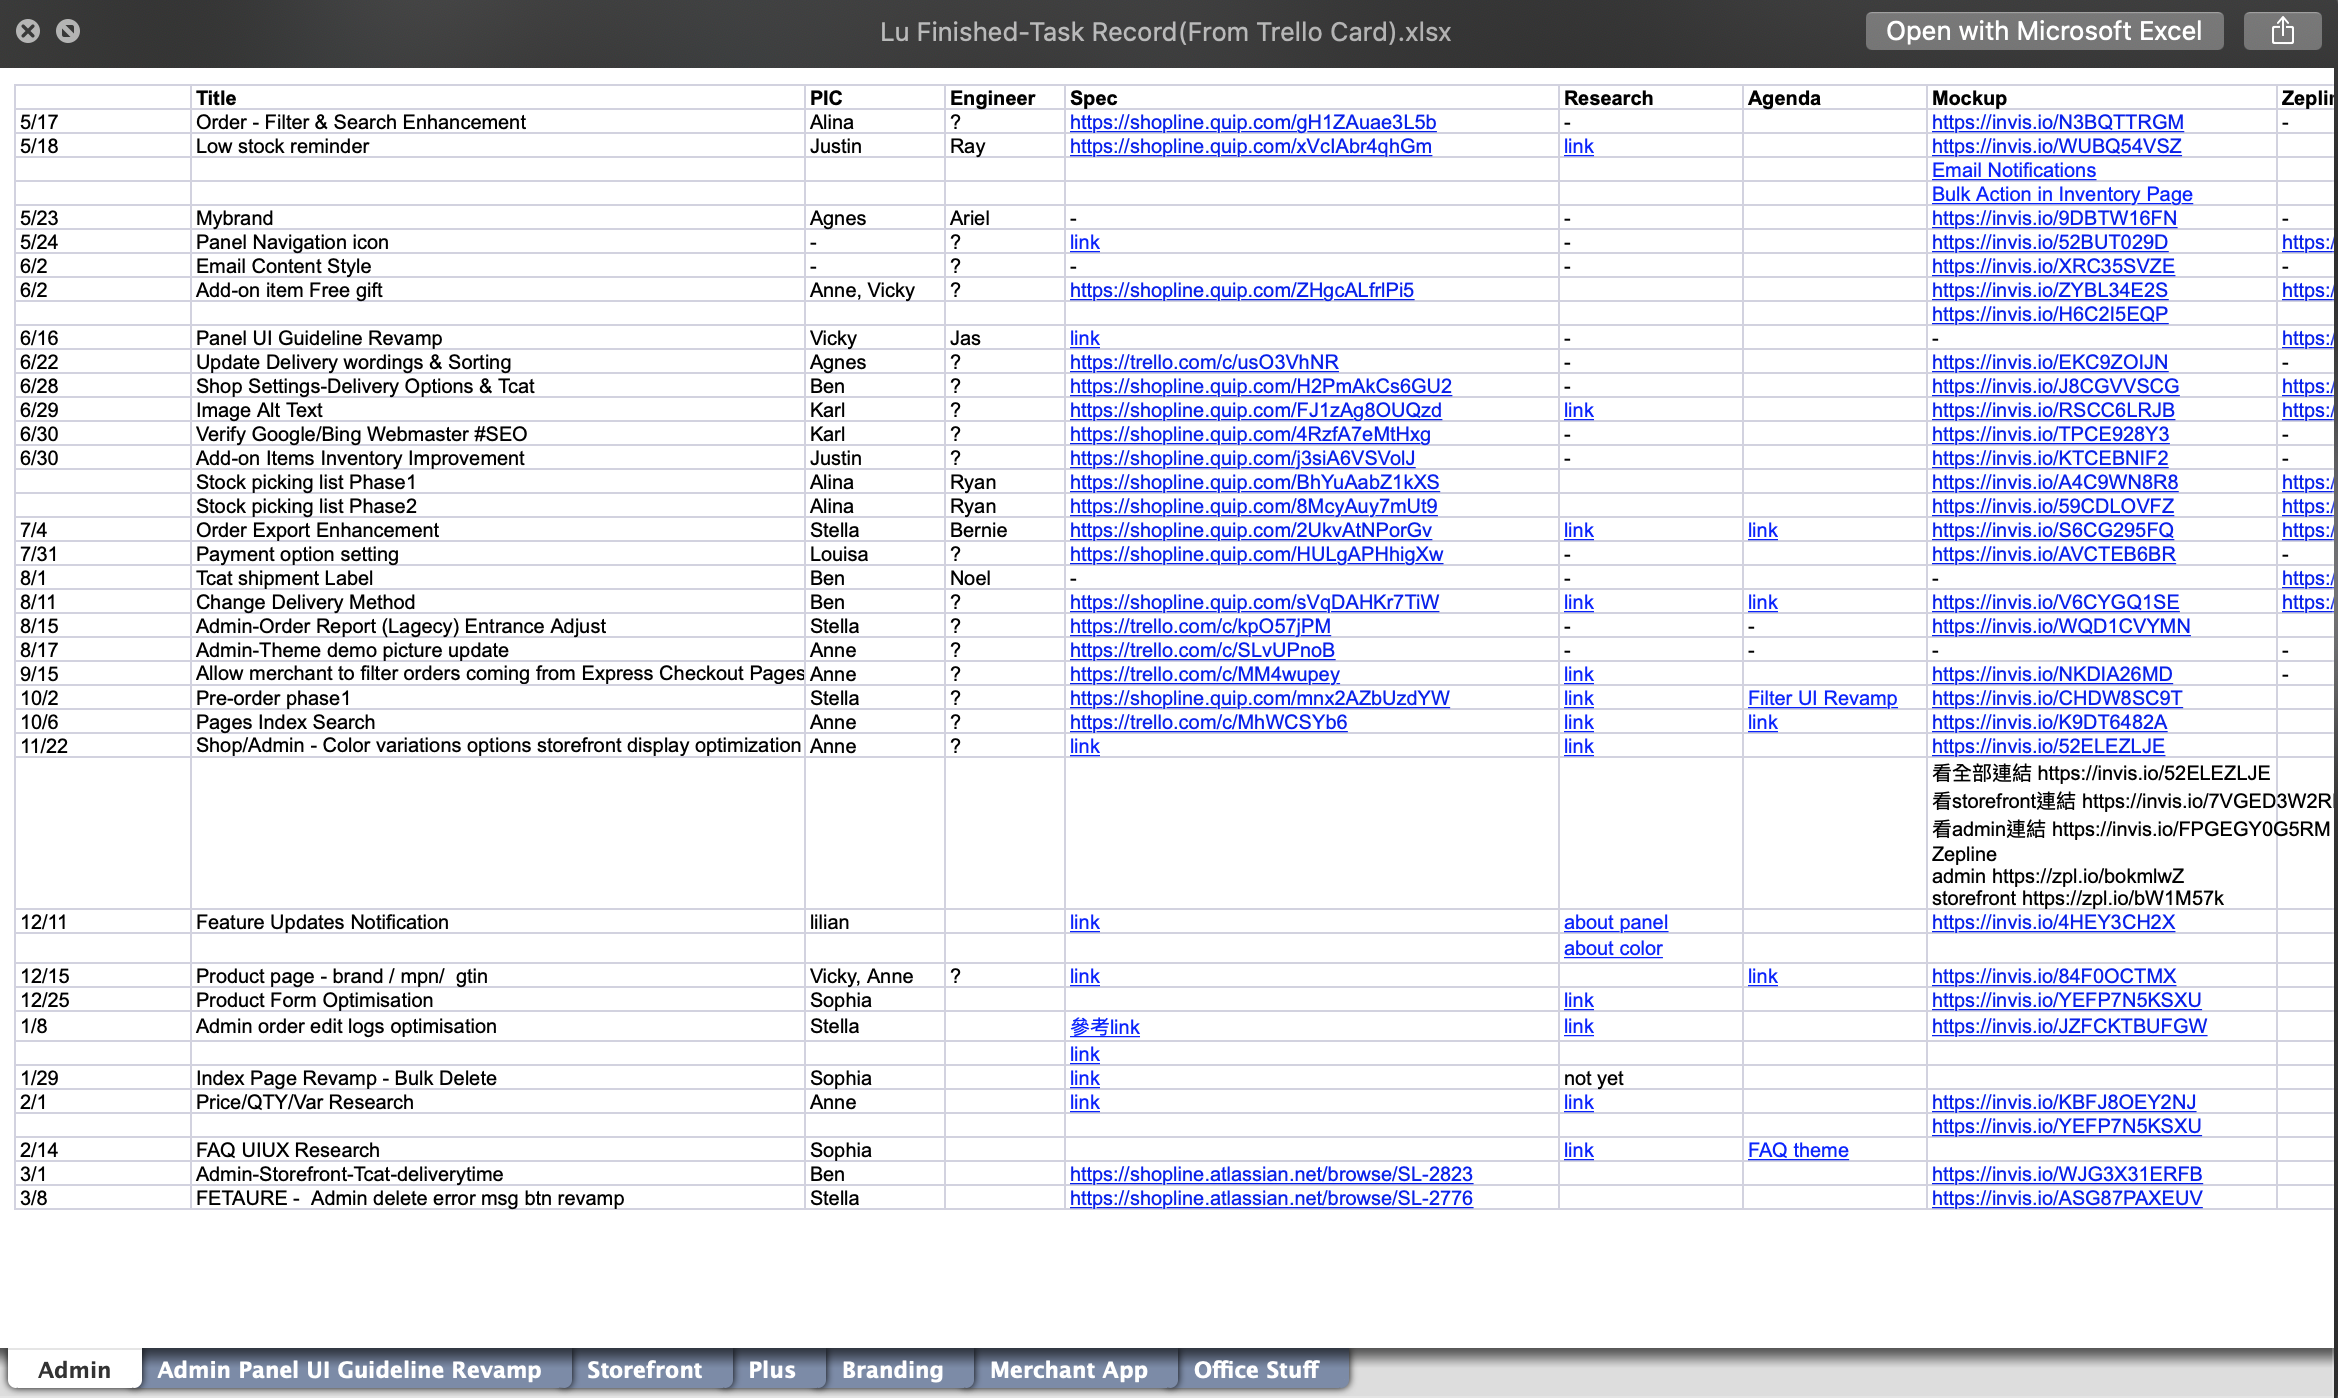 Lu Finished-Task Record(From Trello Card).xlsx
Open with Microsoft Excel
Title PIC Engineer Spec Research Agenda Mockup Zeplin
5/17 Order - Filter & Search Enhancement Alina ? https://shopline.quip.com/gH1ZAuae3L5b - https://invis.io/N3BQTTRGM -
5/18 Low stock reminder Justin Ray https://shopline.quip.com/xVclAbr4qhGm link https://invis.io/WUBQ54VSZ
Email Notifications
Bulk Action in Inventory Page
5/23 Mybrand Agnes Ariel - - https://invis.io/9DBTW16FN -
5/24 Panel Navigation icon - ? link - https://invis.io/52BUT029D https:/
6/2 Email Content Style - ? - - https://invis.io/XRC35SVZE -
6/2 Add-on item Free gift Anne, Vicky ? https://shopline.quip.com/ZHgcALfrlPi5 https://invis.io/ZYBL34E2S https:/
https://invis.io/H6C2I5EQP
6/16 Panel UI Guideline Revamp Vicky Jas link - - https:/
6/22 Update Delivery wordings & Sorting Agnes ? https://trello.com/c/usO3VhNR - https://invis.io/EKC9ZOIJN -
6/28 Shop Settings-Delivery Options & Tcat Ben ? https://shopline.quip.com/H2PmAkCs6GU2 - https://invis.io/J8CGVVSCG https:/
6/29 Image Alt Text Karl ? https://shopline.quip.com/FJ1zAg8OUQzd link https://invis.io/RSCC6LRJB https:/
6/30 Verify Google/Bing Webmaster #SEO Karl ? https://shopline.quip.com/4RzfA7eMtHxg - https://invis.io/TPCE928Y3 -
6/30 Add-on Items Inventory Improvement Justin ? https://shopline.quip.com/j3siA6VSVolJ - https://invis.io/KTCEBNIF2 -
Stock picking list Phase1 Alina Ryan https://shopline.quip.com/BhYuAabZ1kXS https://invis.io/A4C9WN8R8 https:/
Stock picking list Phase2 Alina Ryan https://shopline.quip.com/8McyAuy7mUt9 https://invis.io/59CDLOVFZ https:/
7/4 Order Export Enhancement Stella Bernie https://shopline.quip.com/2UkvAtNPorGv link link https://invis.io/S6CG295FQ https:/
7/31 Payment option setting Louisa ? https://shopline.quip.com/HULgAPHhigXw - https://invis.io/AVCTEB6BR -
8/1 Tcat shipment Label Ben Noel - - - https:/
8/11 Change Delivery Method Ben ? https://shopline.quip.com/sVqDAHKr7TiW link link https://invis.io/V6CYGQ1SE https:/
8/15 Admin-Order Report (Lagecy) Entrance Adjust Stella ? https://trello.com/c/kpO57jPM - - https://invis.io/WQD1CVYMN
8/17 Admin-Theme demo picture update Anne ? https://trello.com/c/SLvUPnoB - - - -
9/15 Allow merchant to filter orders coming from Express Checkout Pages Anne ? https://trello.com/c/MM4wupey link https://invis.io/NKDIA26MD -
10/2 Pre-order phase1 Stella ? https://shopline.quip.com/mnx2AZbUzdYW link Filter UI Revamp https://invis.io/CHDW8SC9T
10/6 Pages Index Search Anne ? https://trello.com/c/MhWCSYb6 link link https://invis.io/K9DT6482A
11/22 Shop/Admin - Color variations options storefront display optimization Anne ? link link https://invis.io/52ELEZLJE
看全部連結 https://invis.io/52ELEZLJE
看storefront連結 https://invis.io/7VGED3W2R
看admin連結 https://invis.io/FPGEGY0G5RM
Zepline
admin https://zpl.io/bokmlwZ
storefront https://zpl.io/bW1M57k
12/11 Feature Updates Notification lilian link about panel https://invis.io/4HEY3CH2X
about color
12/15 Product page - brand / mpn/  gtin Vicky, Anne ? link link https://invis.io/84F0OCTMX
12/25 Product Form Optimisation Sophia link https://invis.io/YEFP7N5KSXU
1/8 Admin order edit logs optimisation Stella 參考link link https://invis.io/JZFCKTBUFGW
link
1/29 Index Page Revamp - Bulk Delete Sophia link not yet
2/1 Price/QTY/Var Research Anne link link https://invis.io/KBFJ8OEY2NJ
https://invis.io/YEFP7N5KSXU
2/14 FAQ UIUX Research Sophia link FAQ theme
3/1 Admin-Storefront-Tcat-deliverytime Ben https://shopline.atlassian.net/browse/SL-2823 https://invis.io/WJG3X31ERFB
3/8 FETAURE -  Admin delete error msg btn revamp Stella https://shopline.atlassian.net/browse/SL-2776 https://invis.io/ASG87PAXEUV
Admin Admin Panel UI Guideline Revamp Storefront Plus Branding Merchant App Office Stuff